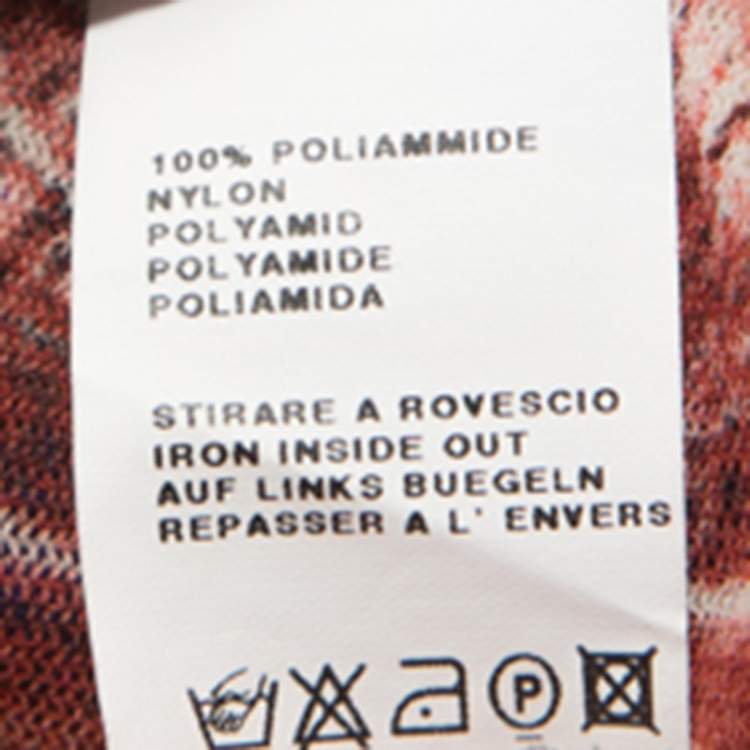 100% POLIAMMIDE
NYLON
POLYAMID
POLYAMIDE
POLIAMIDA
STIRARE A ROVESCIO
IRON INSIDE OUT
AUF LINKS BUEGELN
REPASSER A L' ENVERS
P